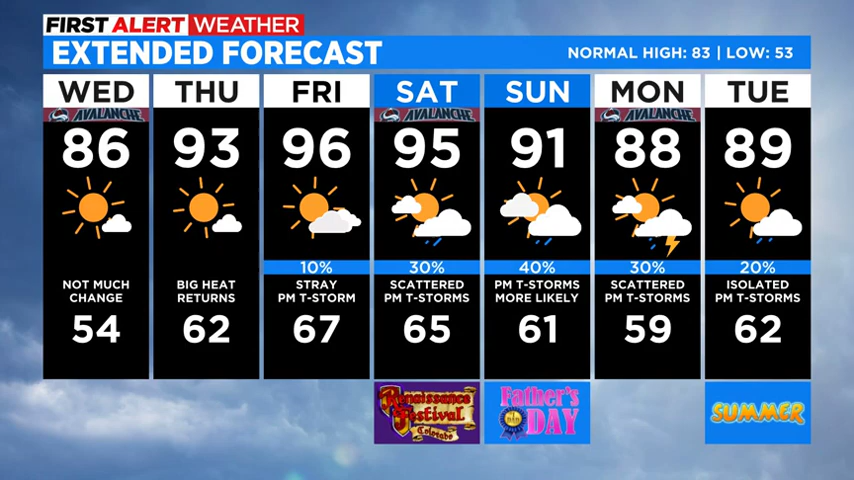 FIRST ALERT WEATHER
EXTENDED FORECAST
NORMAL HIGH: 83 | LOW: 53
WED
AVALANCHE
86
NOT MUCH
CHANGE
54
THU
93
BIG HEAT
RETURNS
62
FRI
96
10%
STRAY
PM T-STORM
67
SAT
AVALANCHE
95
30%
SCATTERED
PM T-STORMS
65
Renaissance
Festival
Colorado
SUN
91
40%
PM T-STORMS
MORE LIKELY
61
Father's
DAY
MON
AVALANCHE
88
30%
SCATTERED
PM T-STORMS
59
TUE
89
20%
ISOLATED
PM T-STORMS
62
SUMMER